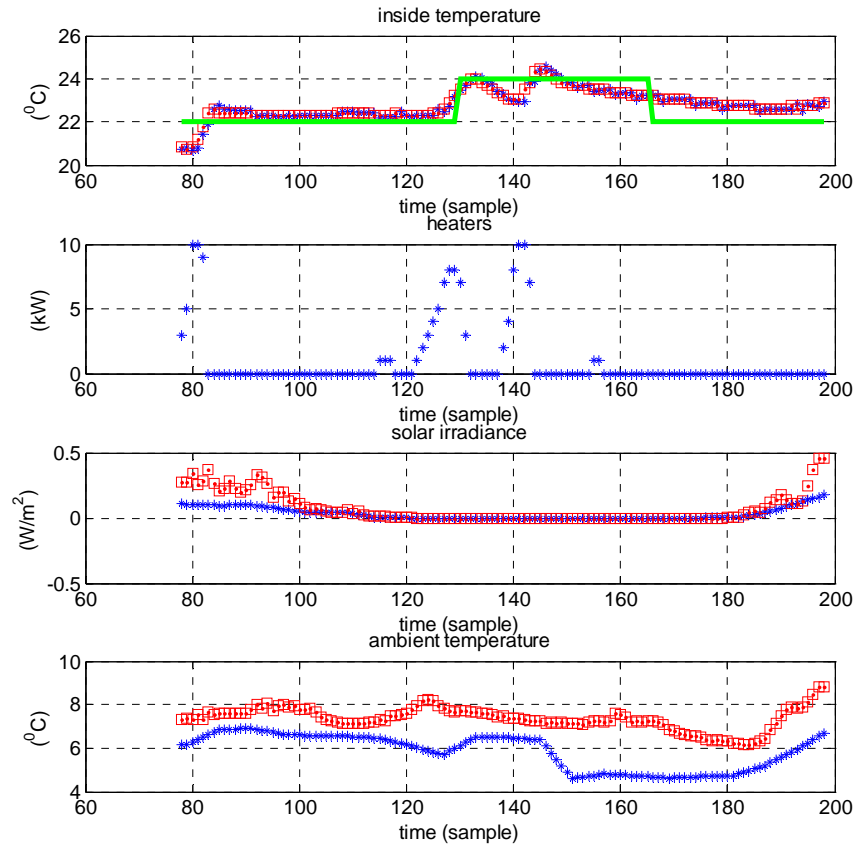 inside temperature
26
24
22
20
(⁰C)
60 80 100 120 140 160 180 200
time (sample)
heaters
10
5
0
(kW)
60 80 100 120 140 160 180 200
time (sample)
solar irradiance
0.5
0
-0.5
(W/m²)
60 80 100 120 140 160 180 200
time (sample)
ambient temperature
10
8
6
4
(⁰C)
60 80 100 120 140 160 180 200
time (sample)